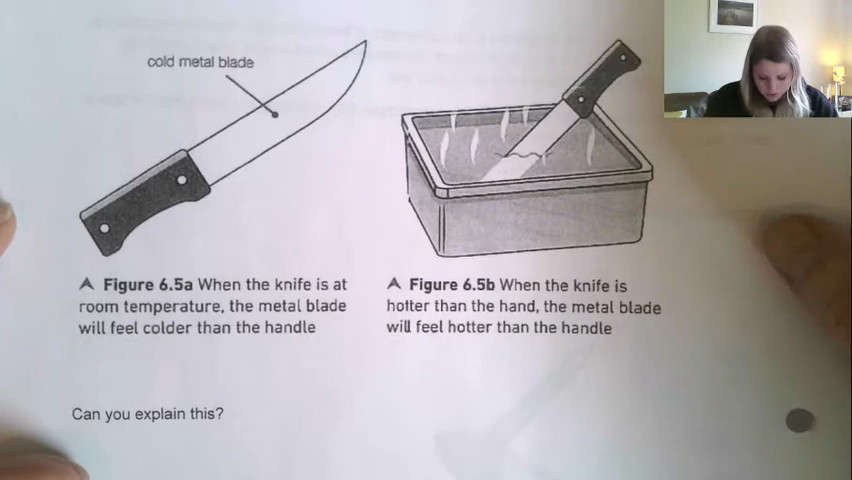 cold metal blade
⮝ Figure 6.5a When the knife is at
room temperature, the metal blade
will feel colder than the handle
⮝ Figure 6.5b When the knife is
hotter than the hand, the metal blade
will feel hotter than the handle
Can you explain this?